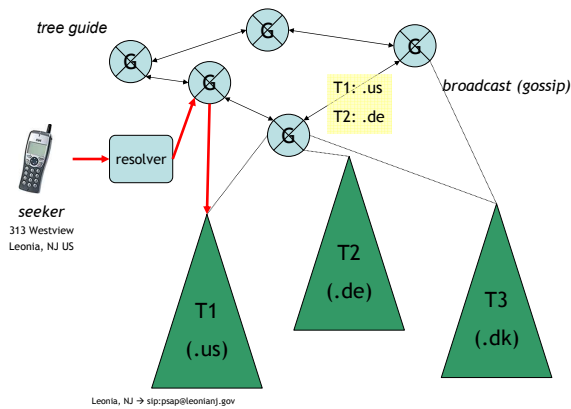 tree guide
G
G
G
G
G
broadcast (gossip)
T1: .us
T2: .de
resolver
seeker
313 Westview
Leonia, NJ US
T1
(.us)
T2
(.de)
T3
(.dk)
Leonia, NJ → sip:psap@leonianj.gov